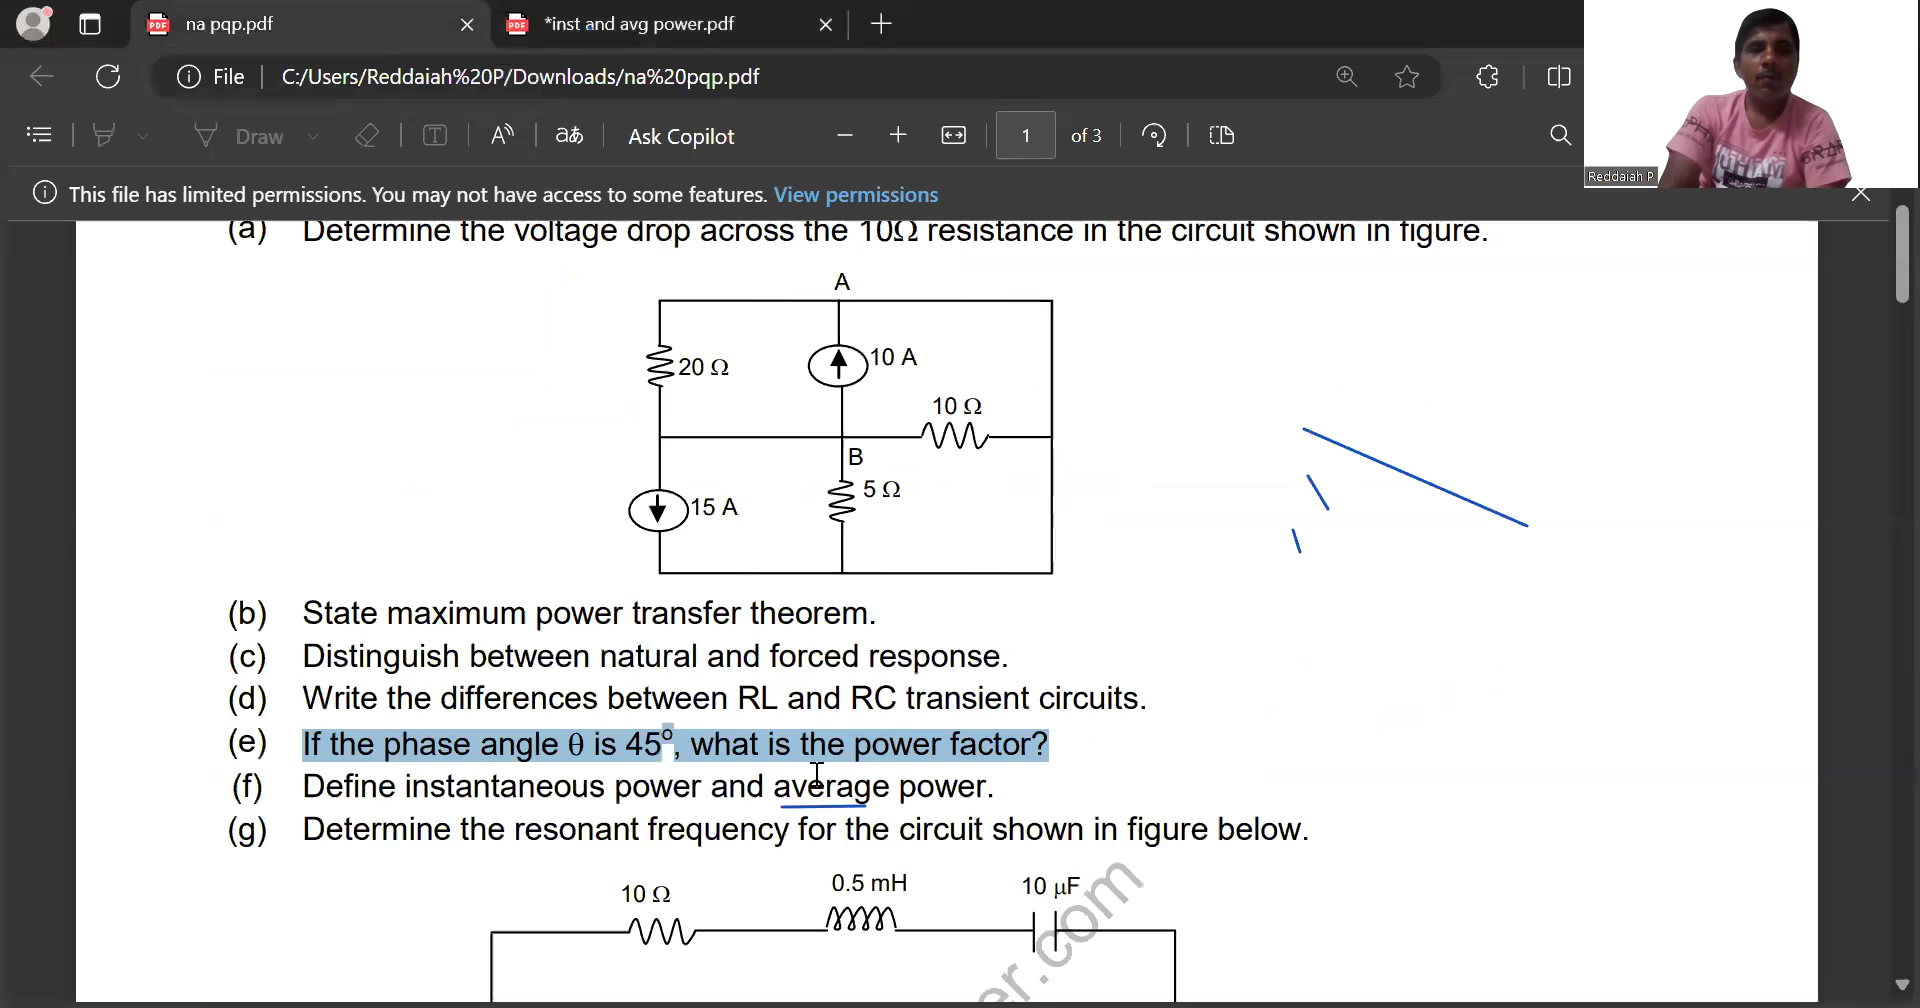 na pqp.pdf
*inst and avg power.pdf
File
C:/Users/Reddaiah%20P/Downloads/na%20pqp.pdf
Draw
Ask Copilot
1
of 3
This file has limited permissions. You may not have access to some features. View permissions
Reddaiah P
(a) Determine the voltage drop across the 10Ω resistance in the circuit shown in figure.
A
20 Ω
10 A
10 Ω
B
5 Ω
15 A
(b) State maximum power transfer theorem.
(c) Distinguish between natural and forced response.
(d) Write the differences between RL and RC transient circuits.
(e) If the phase angle θ is 45°, what is the power factor?
(f) Define instantaneous power and average power.
(g) Determine the resonant frequency for the circuit shown in figure below.
10 Ω
0.5 mH
10 μF
er.com